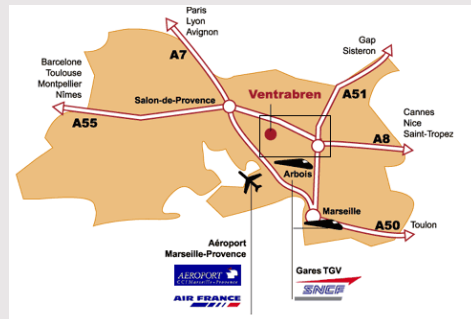 Paris
Lyon
Avignon
A7
Gap
Sisteron
Barcelone
Toulouse
Montpellier
Nîmes
A55
Salon-de-Provence
Ventrabren
A51
Cannes
Nice
Saint-Tropez
A8
Arbois
Marseille
A50
Toulon
Aéroport
Marseille-Provence
AEROPORT
Gares TGV
SNCF
AIR FRANCE